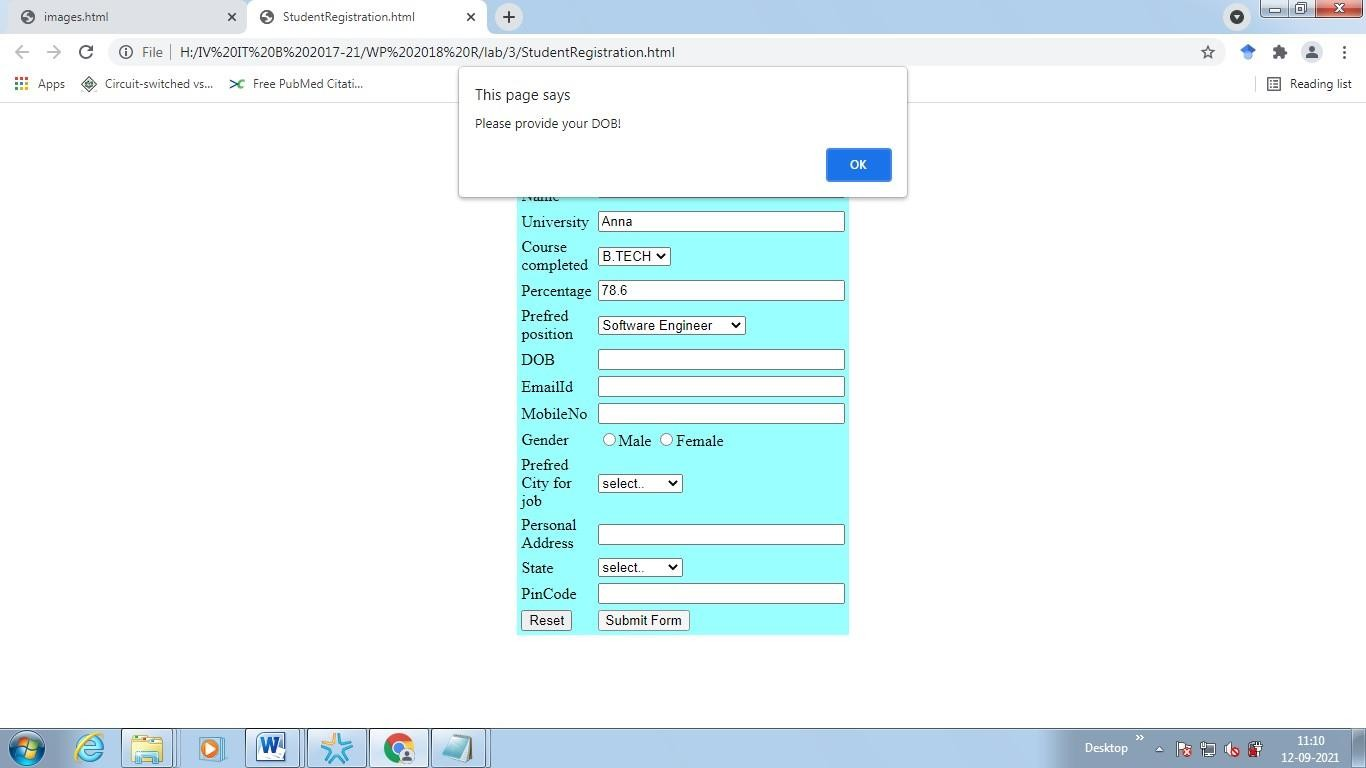 images.html
StudentRegistration.html
File
H:/IV%20IT%20B%202017-21/WP%202018%20R/lab/3/StudentRegistration.html
Apps
Circuit-switched vs...
Free PubMed Citati...
Reading list
This page says
Please provide your DOB!
OK
Name
University
Anna
Course
completed
B.TECH
Percentage
78.6
Prefred
position
Software Engineer
DOB
EmailId
MobileNo
Gender
Male
Female
Prefred
City for
job
select..
Personal
Address
State
select..
PinCode
Reset
Submit Form
Desktop
11:10
12-09-2021